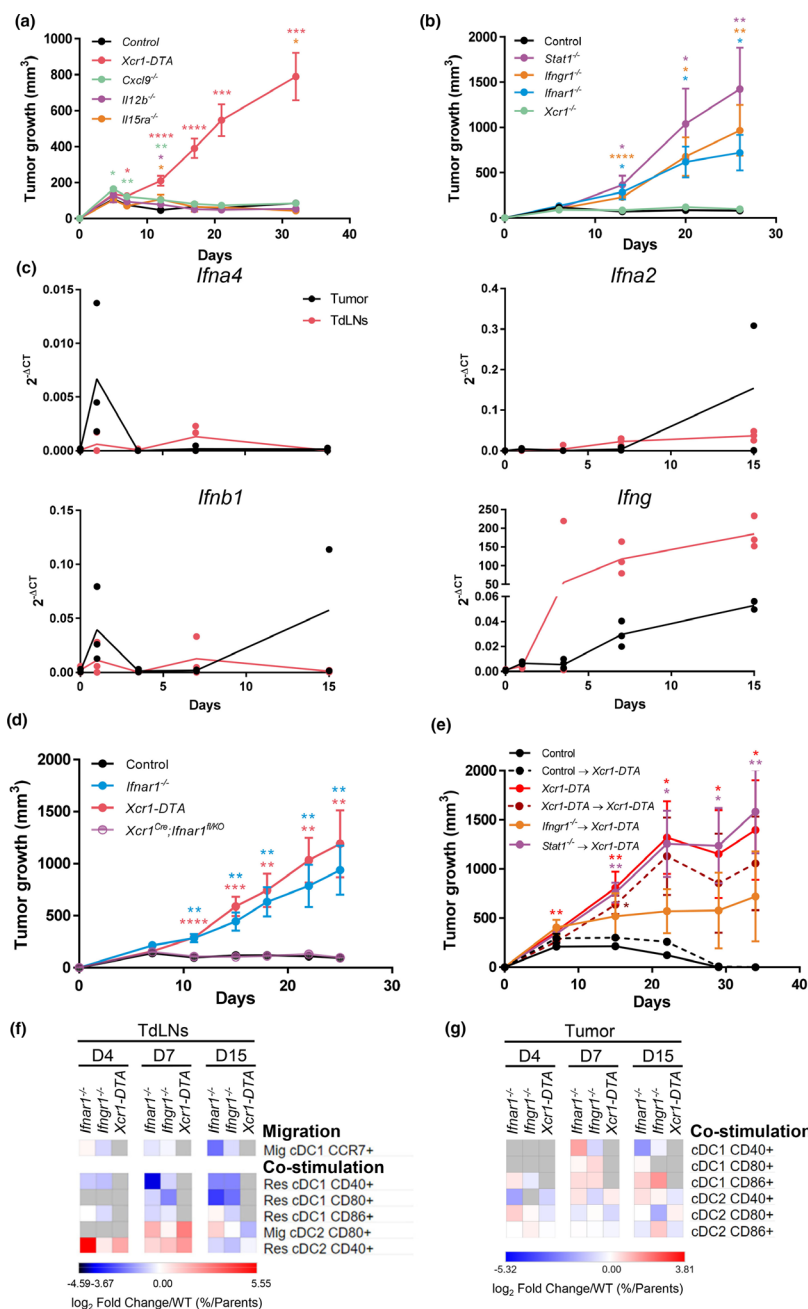 (a)
Tumor growth (mm³)
1000
800
600
400
200
0
0 10 20 30 40
Days
Control
Xcr1-DTA
Cxcl9-/-
Il12b-/-
Il15ra-/-
***
*
***
****
****
**
*
*
*
**
*
*
(b)
Tumor growth (mm³)
2000
1500
1000
500
0
0 10 20 30
Days
Control
Stat1-/-
Ifngr1-/-
Ifnar1-/-
Xcr1-/-
**
**
*
*
*
*
*
****
*
(c)
Ifna4
2-ΔCT
0.015
0.010
0.005
0.000
0 5 10 15
Tumor
TdLNs
Ifna2
2-ΔCT
0.4
0.3
0.2
0.1
0.0
0 5 10 15
Ifnb1
2-ΔCT
0.15
0.10
0.05
0.00
0 5 10 15
Days
Ifng
2-ΔCT
250
200
150
100
50
0.06
0.04
0.02
0.00
0 5 10 15
Days
(d)
Tumor growth (mm³)
2000
1500
1000
500
0
0 10 20 30
Days
Control
Ifnar1-/-
Xcr1-DTA
Xcr1Cre;Ifnar1fl/KO
**
****
**
***
**
**
**
**
**
**
(e)
Tumor growth (mm³)
2000
1500
1000
500
0
0 10 20 30 40
Days
Control
Control → Xcr1-DTA
Xcr1-DTA
Xcr1-DTA → Xcr1-DTA
Ifngr1-/- → Xcr1-DTA
Stat1-/- → Xcr1-DTA
**
**
**
*
*
*
*
*
*
**
(f)
TdLNs
D4 D7 D15
Ifnar1-/- Ifngr1-/- Xcr1-DTA Ifnar1-/- Ifngr1-/- Xcr1-DTA Ifnar1-/- Ifngr1-/- Xcr1-DTA
Migration
Mig cDC1 CCR7+
Co-stimulation
Res cDC1 CD40+
Res cDC1 CD80+
Res cDC1 CD86+
Mig cDC2 CD80+
Res cDC2 CD40+
-4.59 -3.67 0.00 5.55
log2 Fold Change/WT (%/Parents)
(g)
Tumor
D4 D7 D15
Ifnar1-/- Ifngr1-/- Xcr1-DTA Ifnar1-/- Ifngr1-/- Xcr1-DTA Ifnar1-/- Ifngr1-/- Xcr1-DTA
Co-stimulation
cDC1 CD40+
cDC1 CD80+
cDC1 CD86+
cDC2 CD40+
cDC2 CD80+
cDC2 CD86+
-5.32 0.00 3.81
log2 Fold Change/WT (%/Parents)